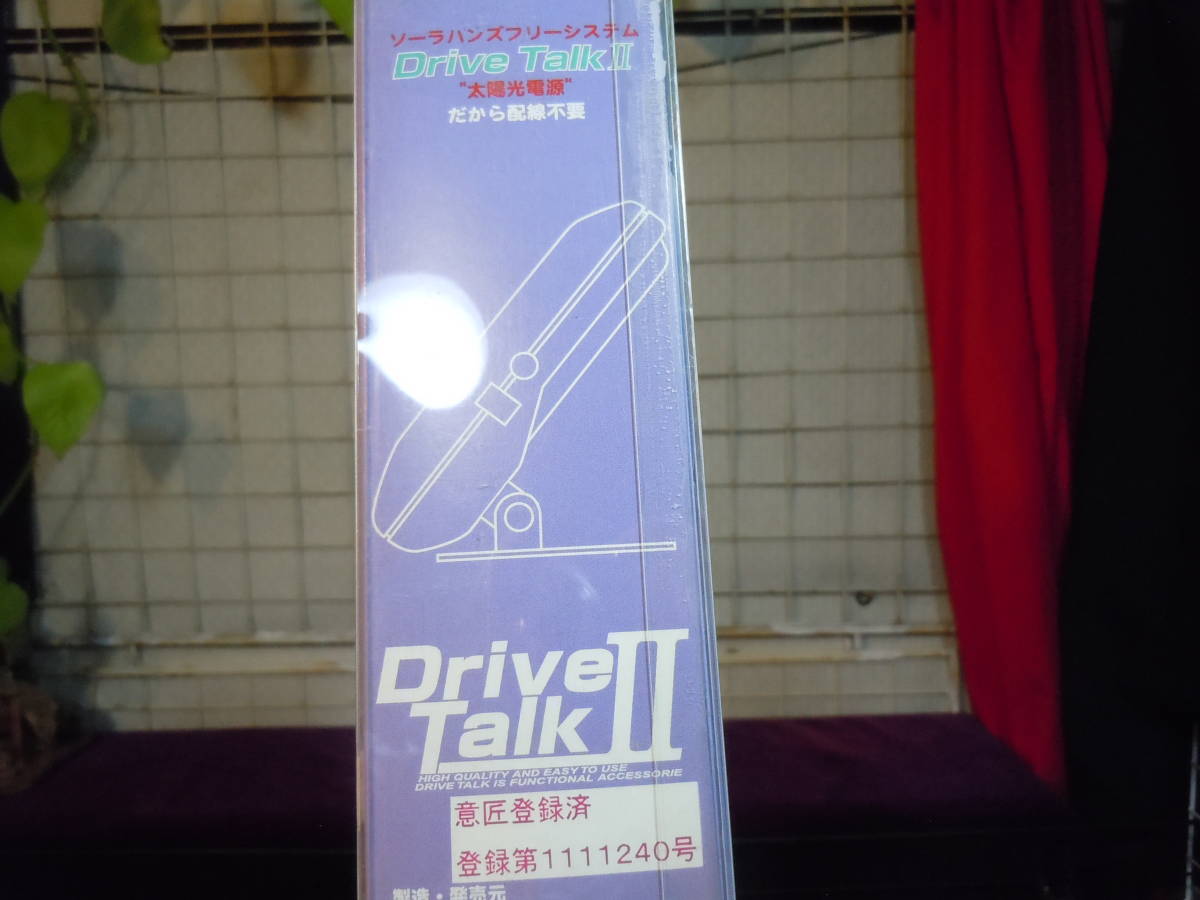 ソーラハンズフリーシステム
Drive Talk II
"太陽光電源"
だから配線不要
Drive
Talk II
HIGH QUALITY AND EASY TO USE
DRIVE TALK IS FUNCTIONAL ACCESSORIE
意匠登録済
登録第1111240号
製造・発売元